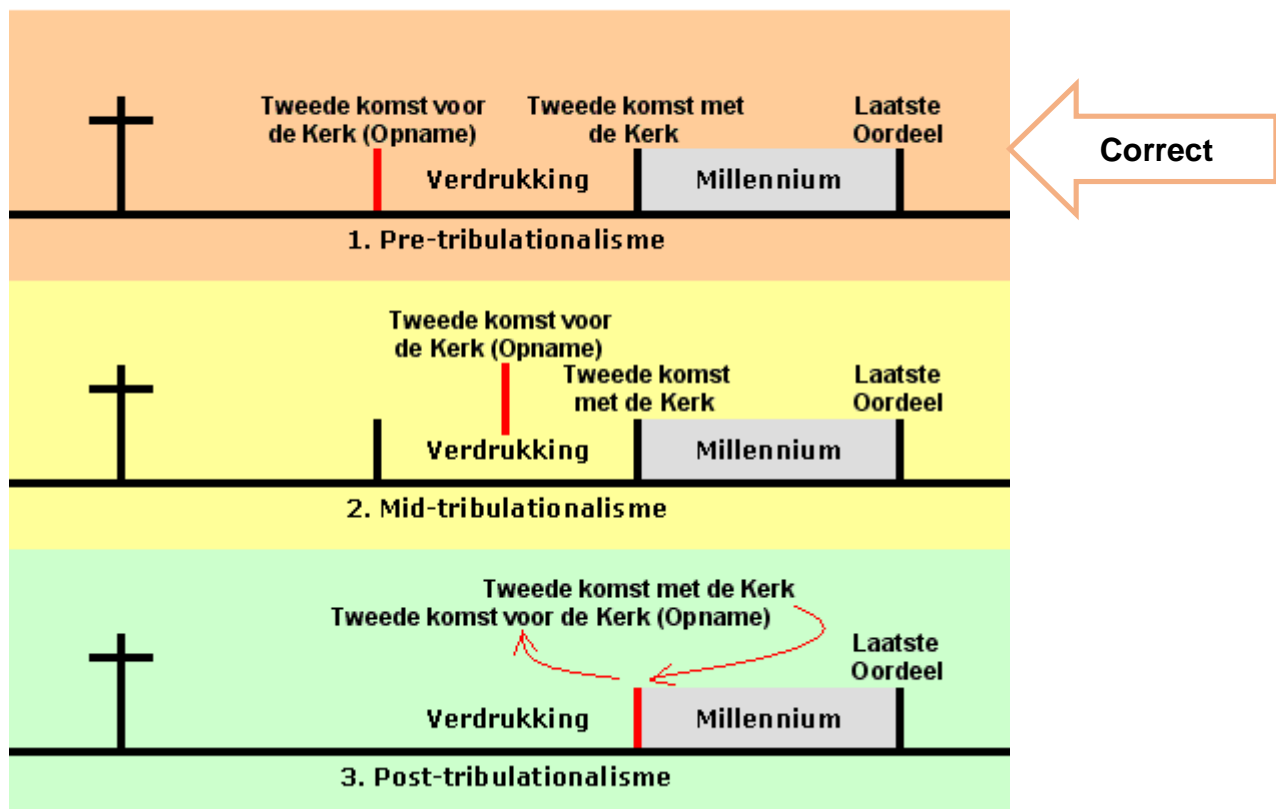 Tweede komst voor
de Kerk (Opname)
Tweede komst met
de Kerk
Laatste
Oordeel
Correct
Verdrukking
Millennium
1. Pre-tribulationalisme
Tweede komst voor
de Kerk (Opname)
Tweede komst
met de Kerk
Laatste
Oordeel
Verdrukking
Millennium
2. Mid-tribulationalisme
Tweede komst met de Kerk
Tweede komst voor de Kerk (Opname)
Laatste
Oordeel
Verdrukking
Millennium
3. Post-tribulationalisme